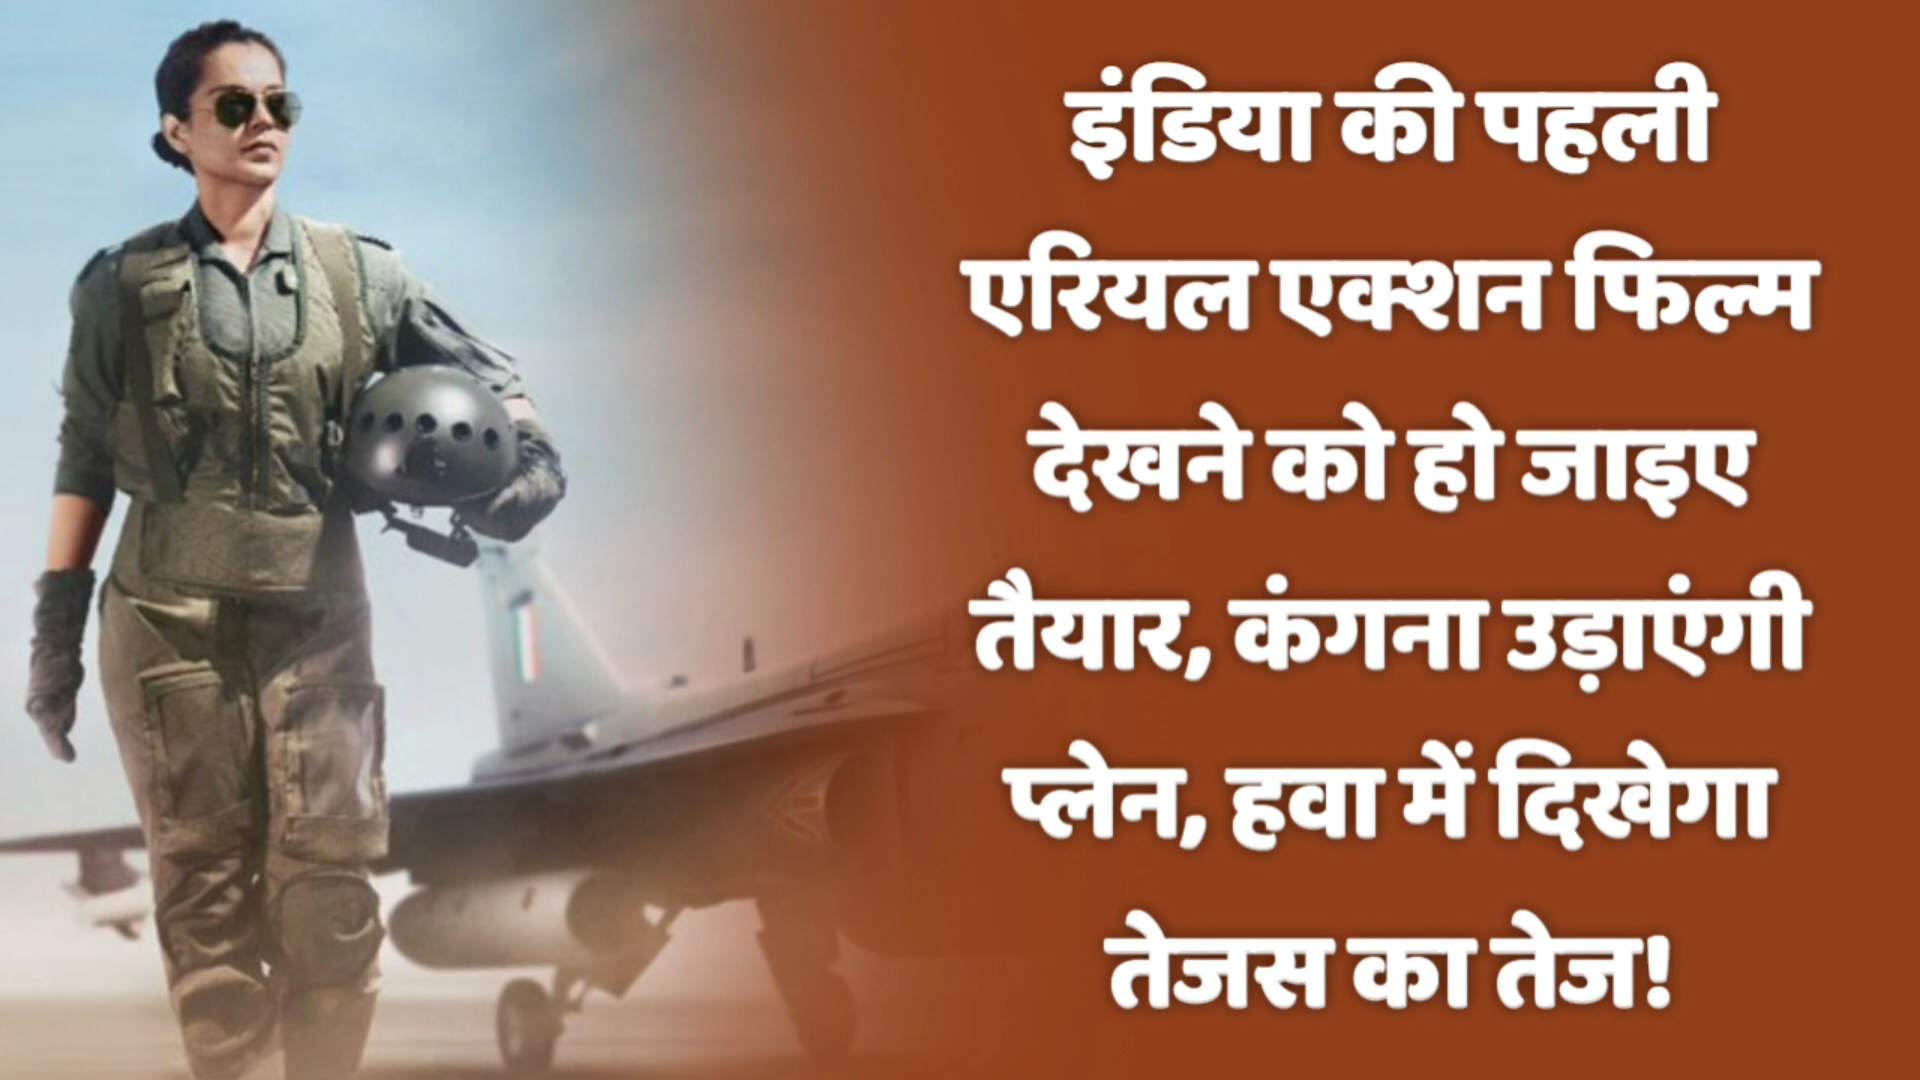 इंडिया की पहली
एरियल एक्शन फिल्म
देखने को हो जाइए
तैयार, कंगना उड़ाएंगी
प्लेन, हवा में दिखेगा
तेजस का तेज!